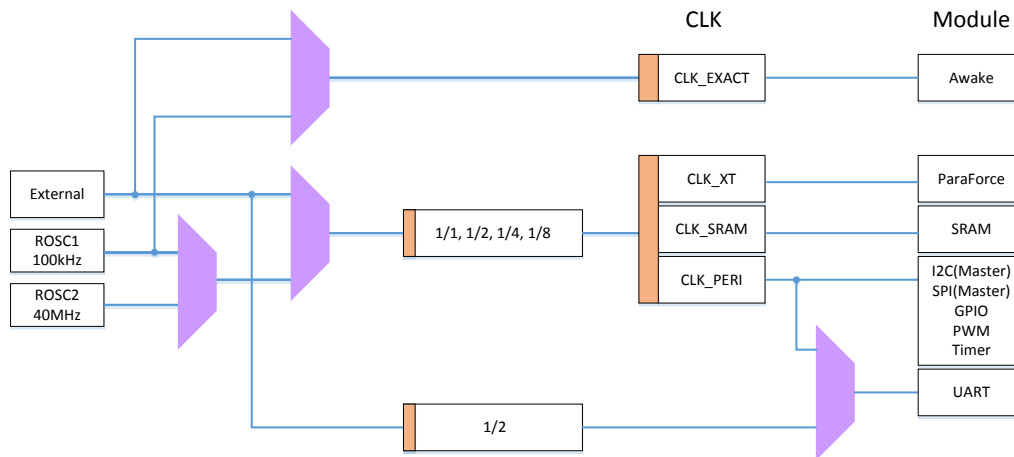 CLK
Module
CLK_EXACT
Awake
External
CLK_XT
ParaForce
ROSC1
100kHz
1/1, 1/2, 1/4, 1/8
CLK_SRAM
SRAM
ROSC2
40MHz
CLK_PERI
I2C(Master)
SPI(Master)
GPIO
PWM
Timer
UART
1/2